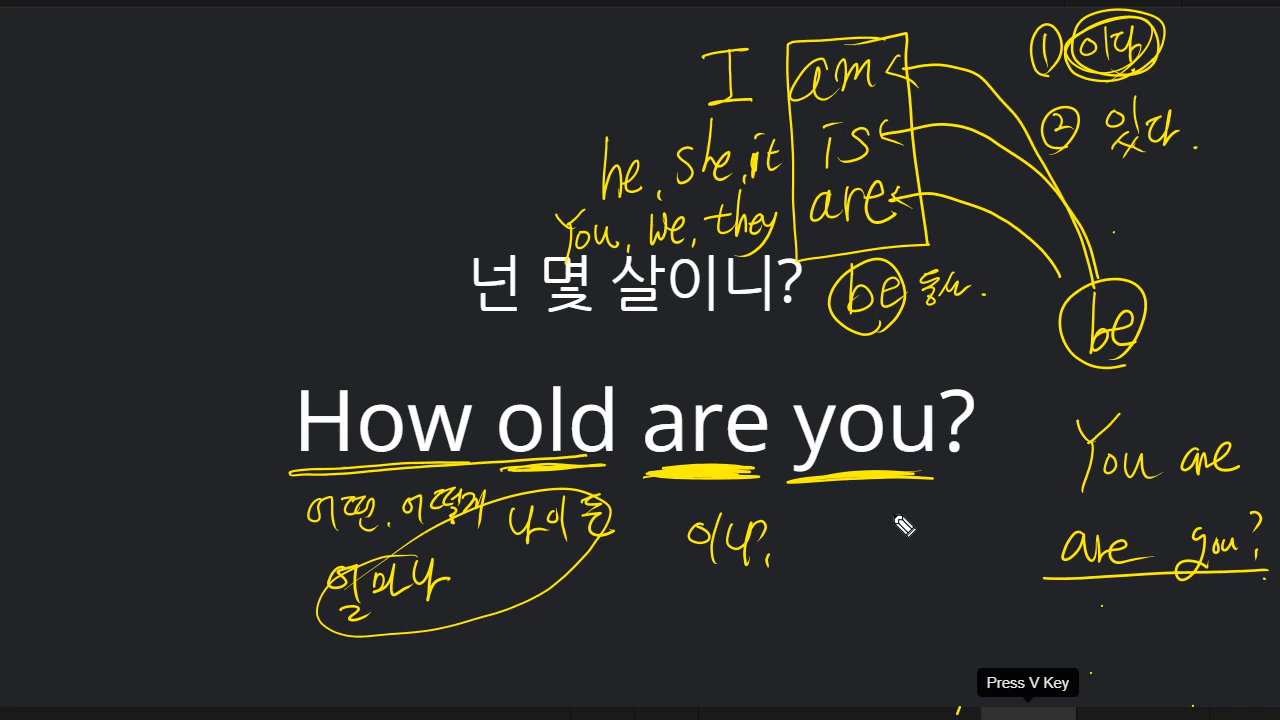 I am
① 이다
② 있다.
he, she, it is
You, we, they are
넌 몇 살이니?
be 동사.
be
How old are you?
어떤, 어떻게 나이 든
얼마나
이냐?
You are
are you?
Press V Key